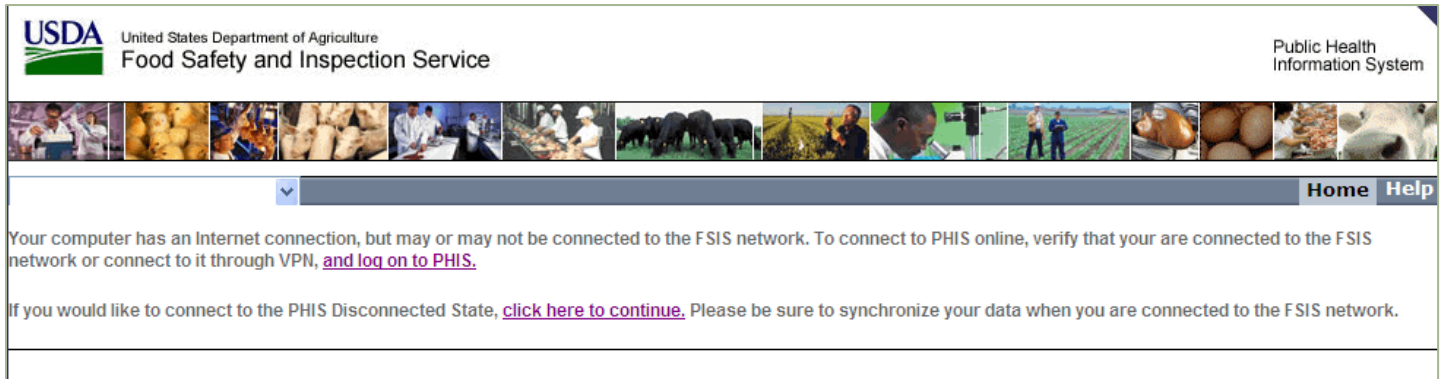 USDA
United States Department of Agriculture
Food Safety and Inspection Service
Public Health
Information System
Home Help
Your computer has an Internet connection, but may or may not be connected to the FSIS network. To connect to PHIS online, verify that your are connected to the FSIS
network or connect to it through VPN, and log on to PHIS.
If you would like to connect to the PHIS Disconnected State, click here to continue. Please be sure to synchronize your data when you are connected to the FSIS network.